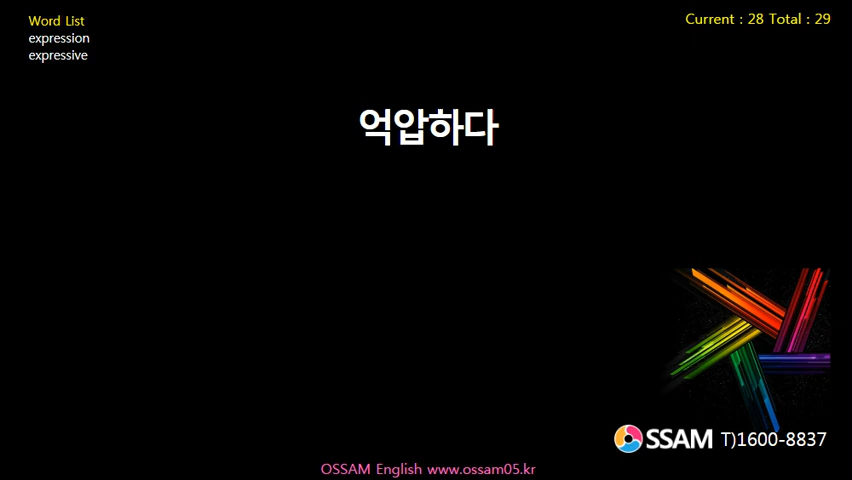 Word List
expression
expressive
Current : 28 Total : 29
억압하다
OSSAM T)1600-8837
OSSAM English www.ossam05.kr